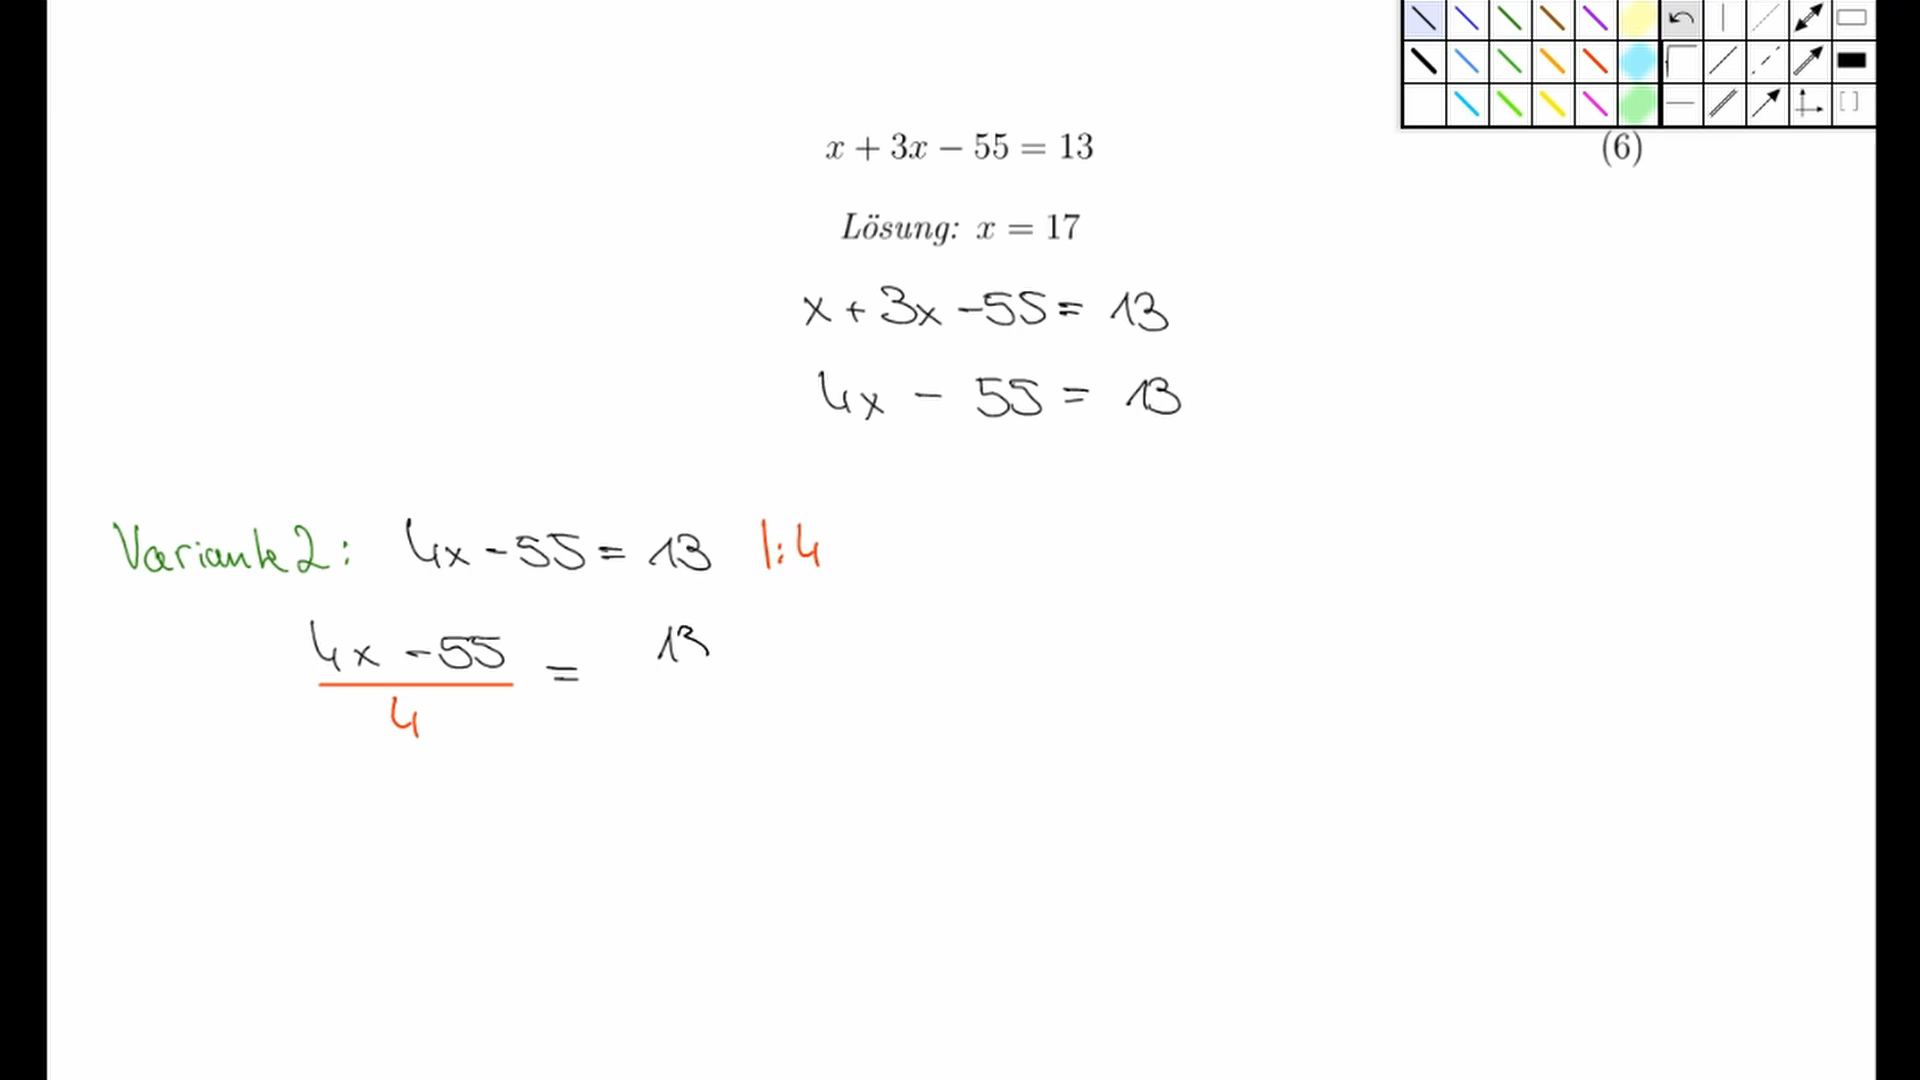 x + 3x − 55 = 13
(6)
Lösung: x = 17
x + 3x − 55 = 13
4x − 55 = 13
Variante 2: 4x − 55 = 13 |:4
4x − 55 = 13
4